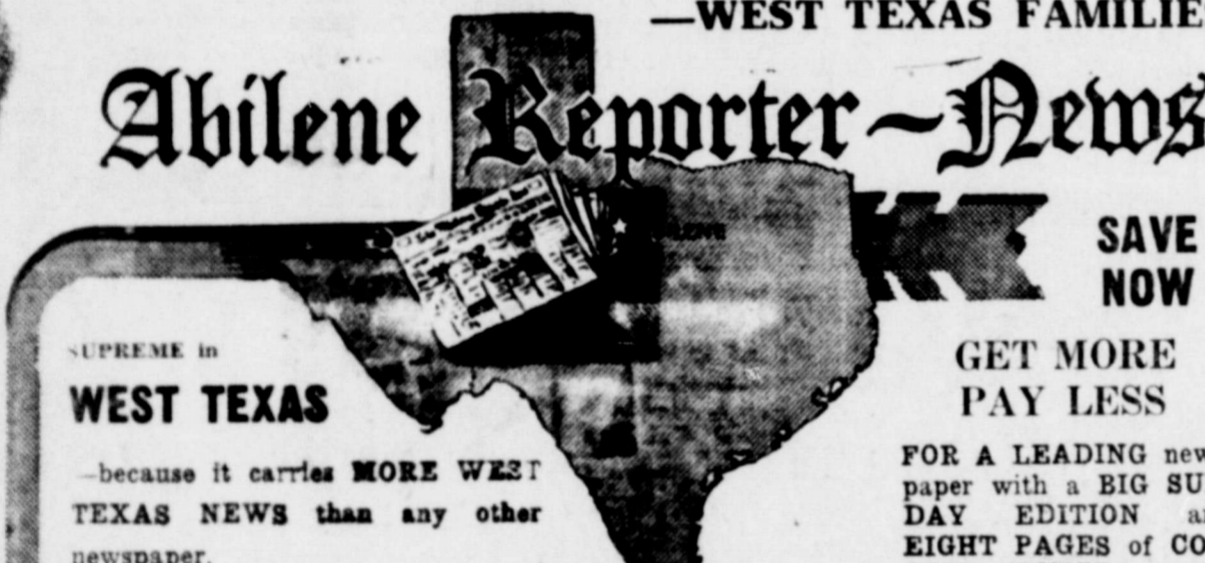 —WEST TEXAS FAMILIE
Abilene Reporter-News
SAVE
NOW
SUPREME in
WEST TEXAS
—because it carries MORE WEST
TEXAS NEWS than any other
newspaper.
GET MORE
PAY LESS
FOR A LEADING new
paper with a BIG SU
DAY EDITION a
EIGHT PAGES of CO